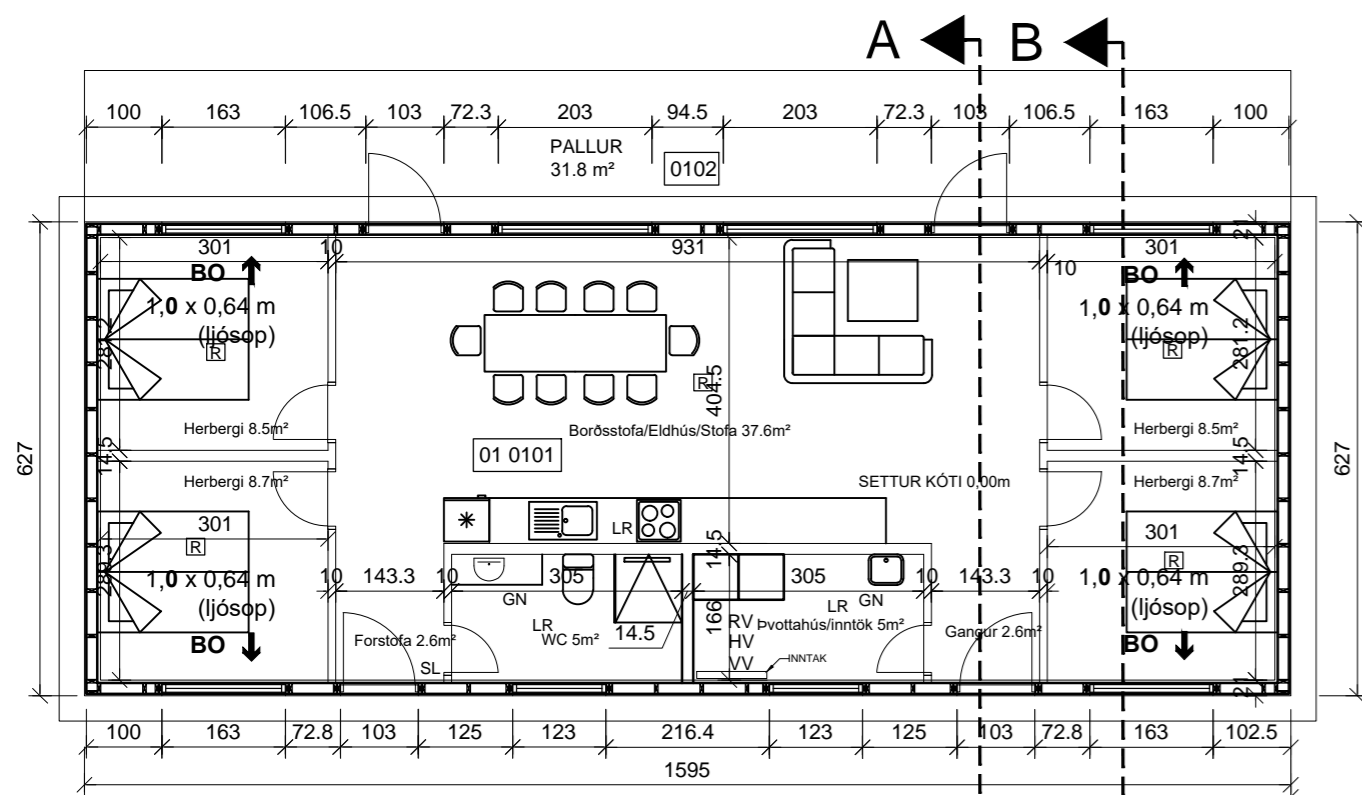 A B
100 163 106.5 103 72.3 203 94.5 203 72.3 103 106.5 163 100
PALLUR
31.8 m²
0102
301 10 931 10 301 21
BO BO
1,0 x 0,64 m 1,0 x 0,64 m
(ljósop) (ljósop)
R R
281.2 281.2
R
404.5
Herbergi 8.5m² Borðsstofa/Eldhús/Stofa 37.6m² Herbergi 8.5m²
627 627
14.5 14.5
01 0101
Herbergi 8.7m² SETTUR KÓTI 0,00m Herbergi 8.7m²
301 LR 301
R R
14.5
289.3 289.3
10 143.3 10 305 305 10 143.3 10
1,0 x 0,64 m 1,0 x 0,64 m
(ljósop) (ljósop)
GN LR GN
166
LR RV Þvottahús/inntök 5m²
Forstofa 2.6m² WC 5m² 14.5 HV Gangur 2.6m²
BO VV INNTAK BO
SL
21
100 163 72.8 103 125 123 216.4 123 125 103 72.8 163 102.5
1595